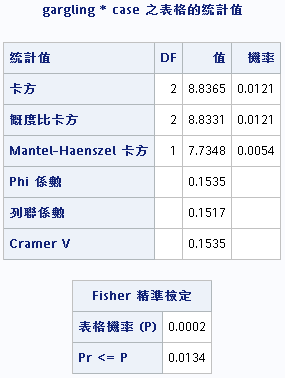 gargling * case 之表格的統計值
統計值 DF 值 機率
卡方 2 8.8365 0.0121
概度比卡方 2 8.8331 0.0121
Mantel-Haenszel 卡方 1 7.7348 0.0054
Phi 係數 0.1535
列聯係數 0.1517
Cramer V 0.1535
Fisher 精準檢定
表格機率 (P) 0.0002
Pr <= P 0.0134